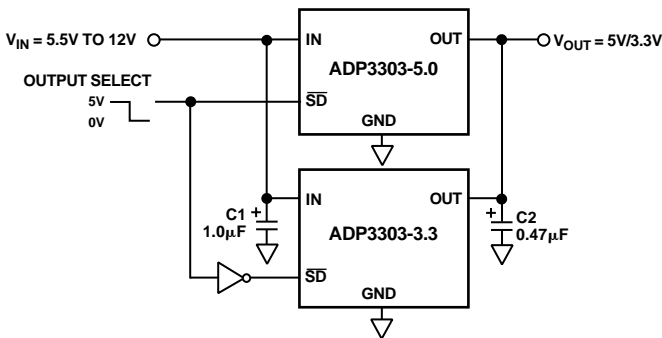 V_IN = 5.5V TO 12V
IN
OUT
V_OUT = 5V/3.3V
ADP3303-5.0
OUTPUT SELECT
5V
0V
SD
GND
IN
OUT
C1
1.0µF
+
+
C2
0.47µF
ADP3303-3.3
SD
GND